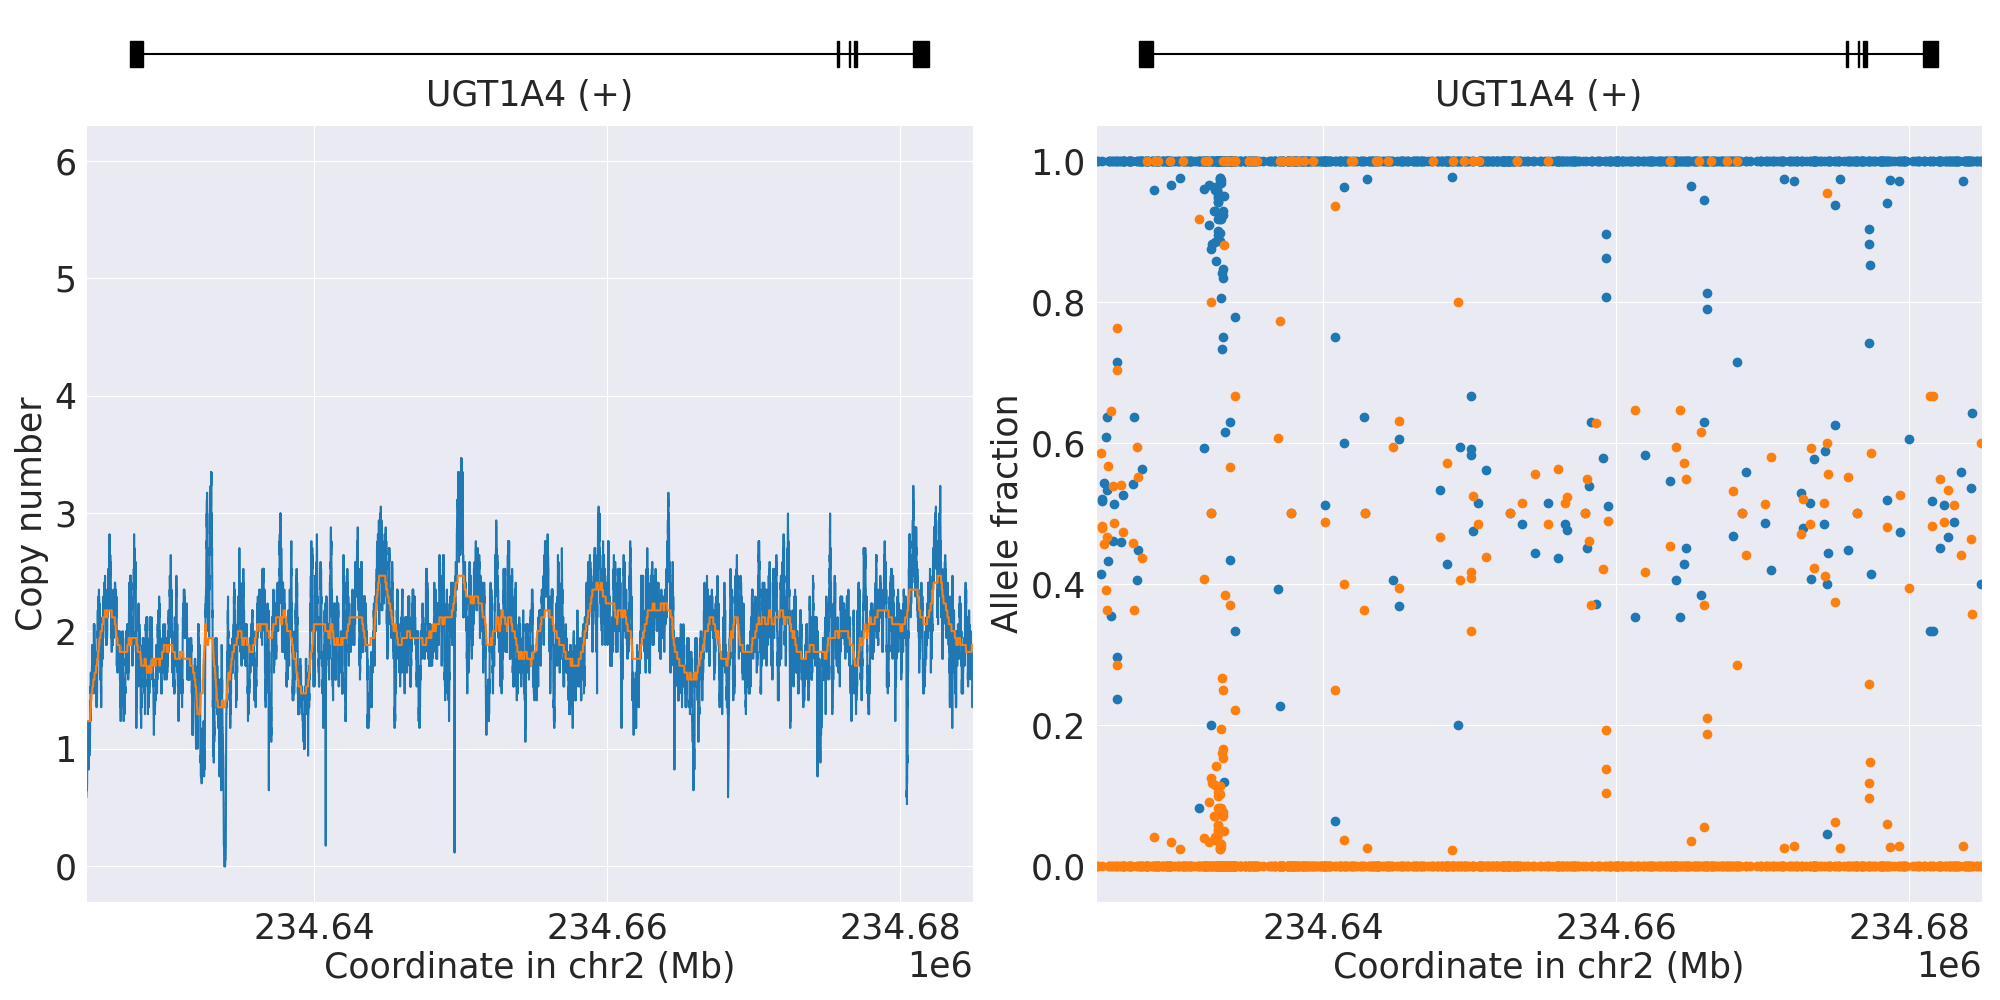 UGT1A4 (+)
6
5
4
3
2
1
0
Copy number
234.64
234.66
234.68
Coordinate in chr2 (Mb)
1e6
UGT1A4 (+)
1.0
0.8
0.6
0.4
0.2
0.0
Allele fraction
234.64
234.66
234.68
Coordinate in chr2 (Mb)
1e6